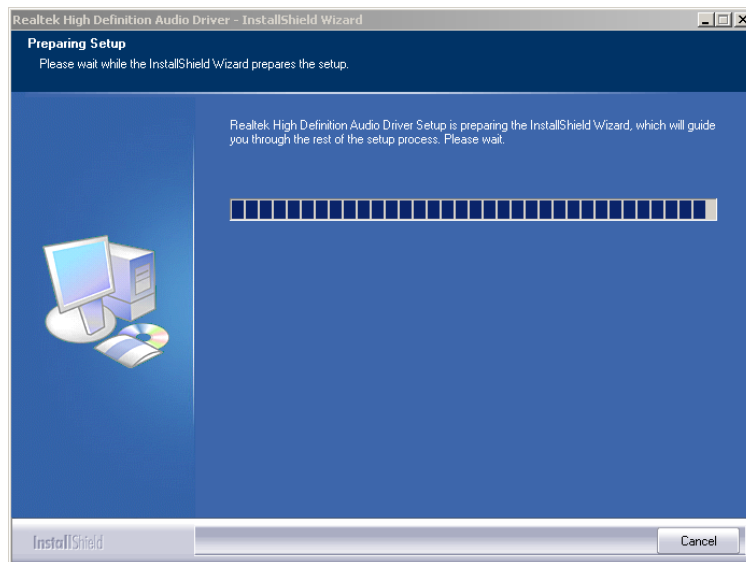 Realtek High Definition Audio Driver - InstallShield Wizard
Preparing Setup
Please wait while the InstallShield Wizard prepares the setup.
Realtek High Definition Audio Driver Setup is preparing the InstallShield Wizard, which will guide
you through the rest of the setup process. Please wait.
InstallShield
Cancel